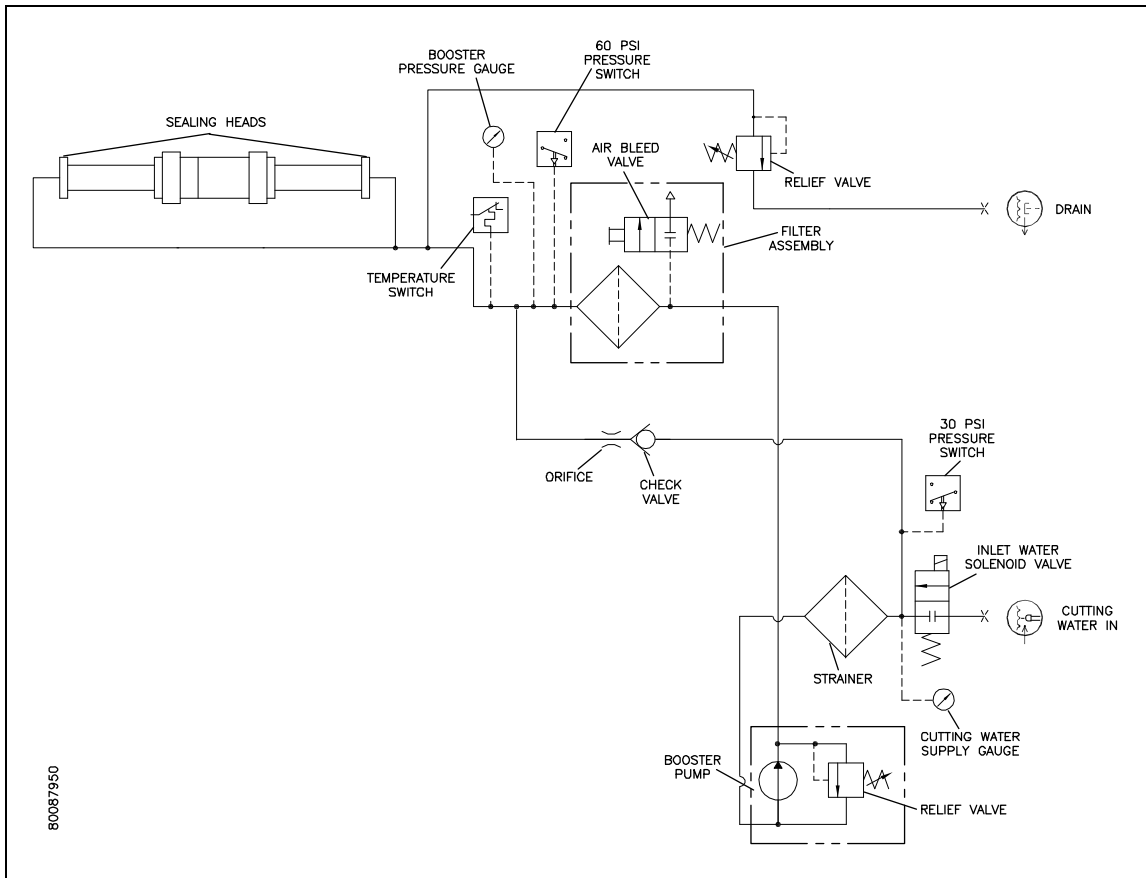 60 PSI
PRESSURE
SWITCH
BOOSTER
PRESSURE GAUGE
SEALING HEADS
AIR BLEED
VALVE
RELIEF VALVE
DRAIN
FILTER
ASSEMBLY
TEMPERATURE
SWITCH
30 PSI
PRESSURE
SWITCH
ORIFICE
CHECK
VALVE
INLET WATER
SOLENOID VALVE
CUTTING
WATER IN
STRAINER
CUTTING WATER
SUPPLY GAUGE
BOOSTER
PUMP
RELIEF VALVE
80087950